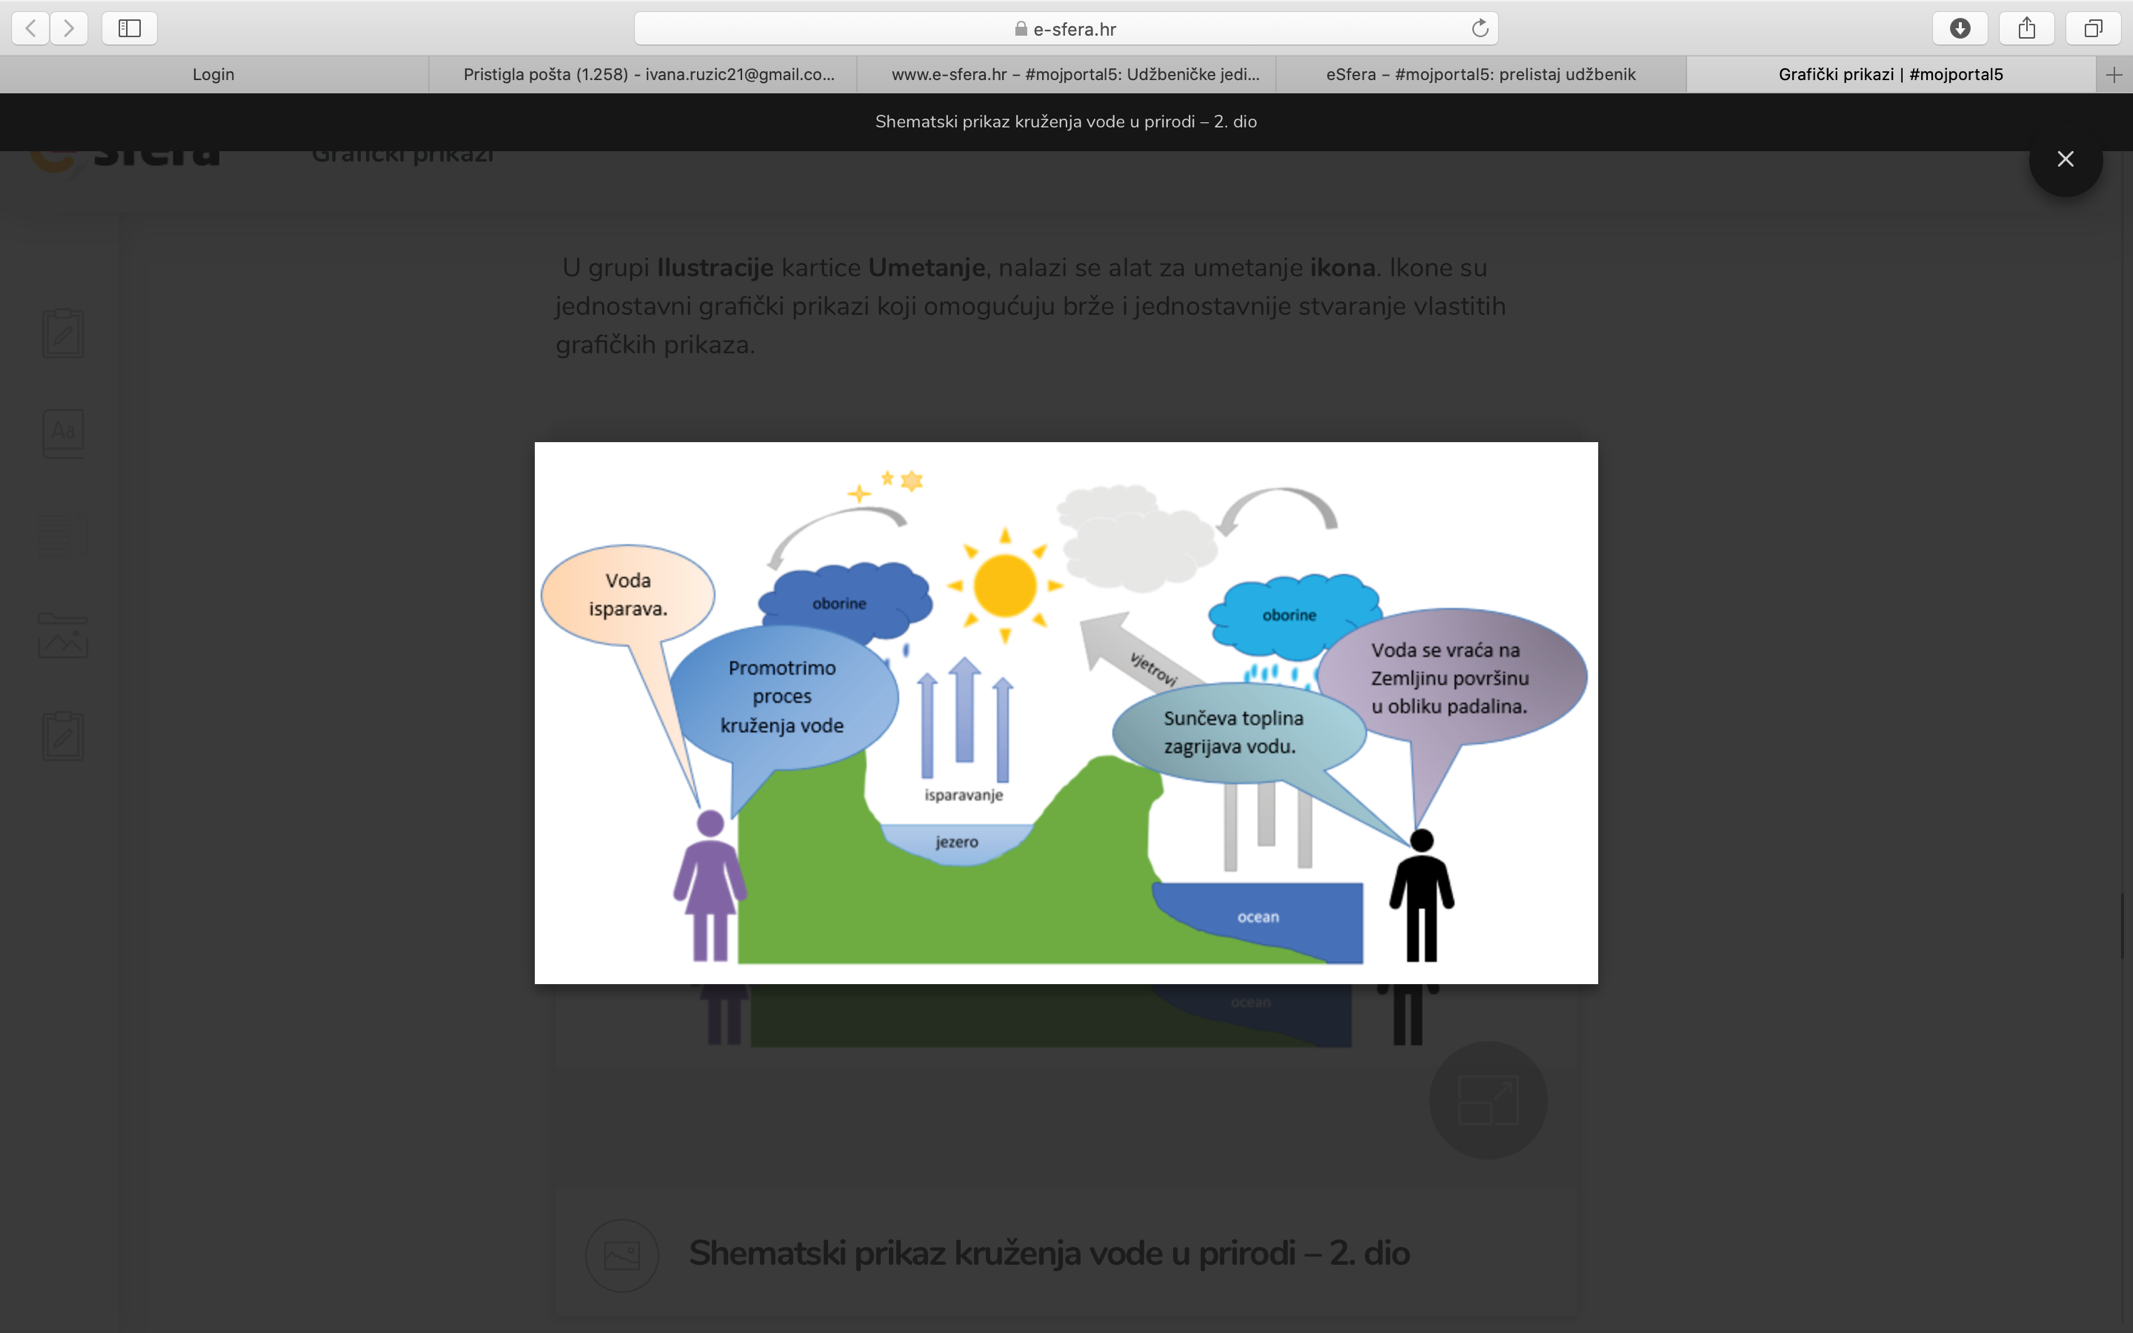 e-sfera.hr
Login
Pristigla pošta (1.258) - ivana.ruzic21@gmail.co...
www.e-sfera.hr – #mojportal5: Udžbeničke jedi...
eSfera – #mojportal5: prelistaj udžbenik
Grafički prikazi | #mojportal5
Shematski prikaz kruženja vode u prirodi – 2. dio
e sfera
Grafički prikazi
U grupi Ilustracije kartice Umetanje, nalazi se alat za umetanje ikona. Ikone su
jednostavni grafički prikazi koji omogućuju brže i jednostavnije stvaranje vlastitih
grafičkih prikaza.
Aa
Voda
isparava.
oborine
Promotrimo
proces
kruženja vode
isparavanje
jezero
vjetrovi
oborine
Voda se vraća na
Zemljinu površinu
u obliku padalina.
Sunčeva toplina
zagrijava vodu.
ocean
ocean
Shematski prikaz kruženja vode u prirodi – 2. dio